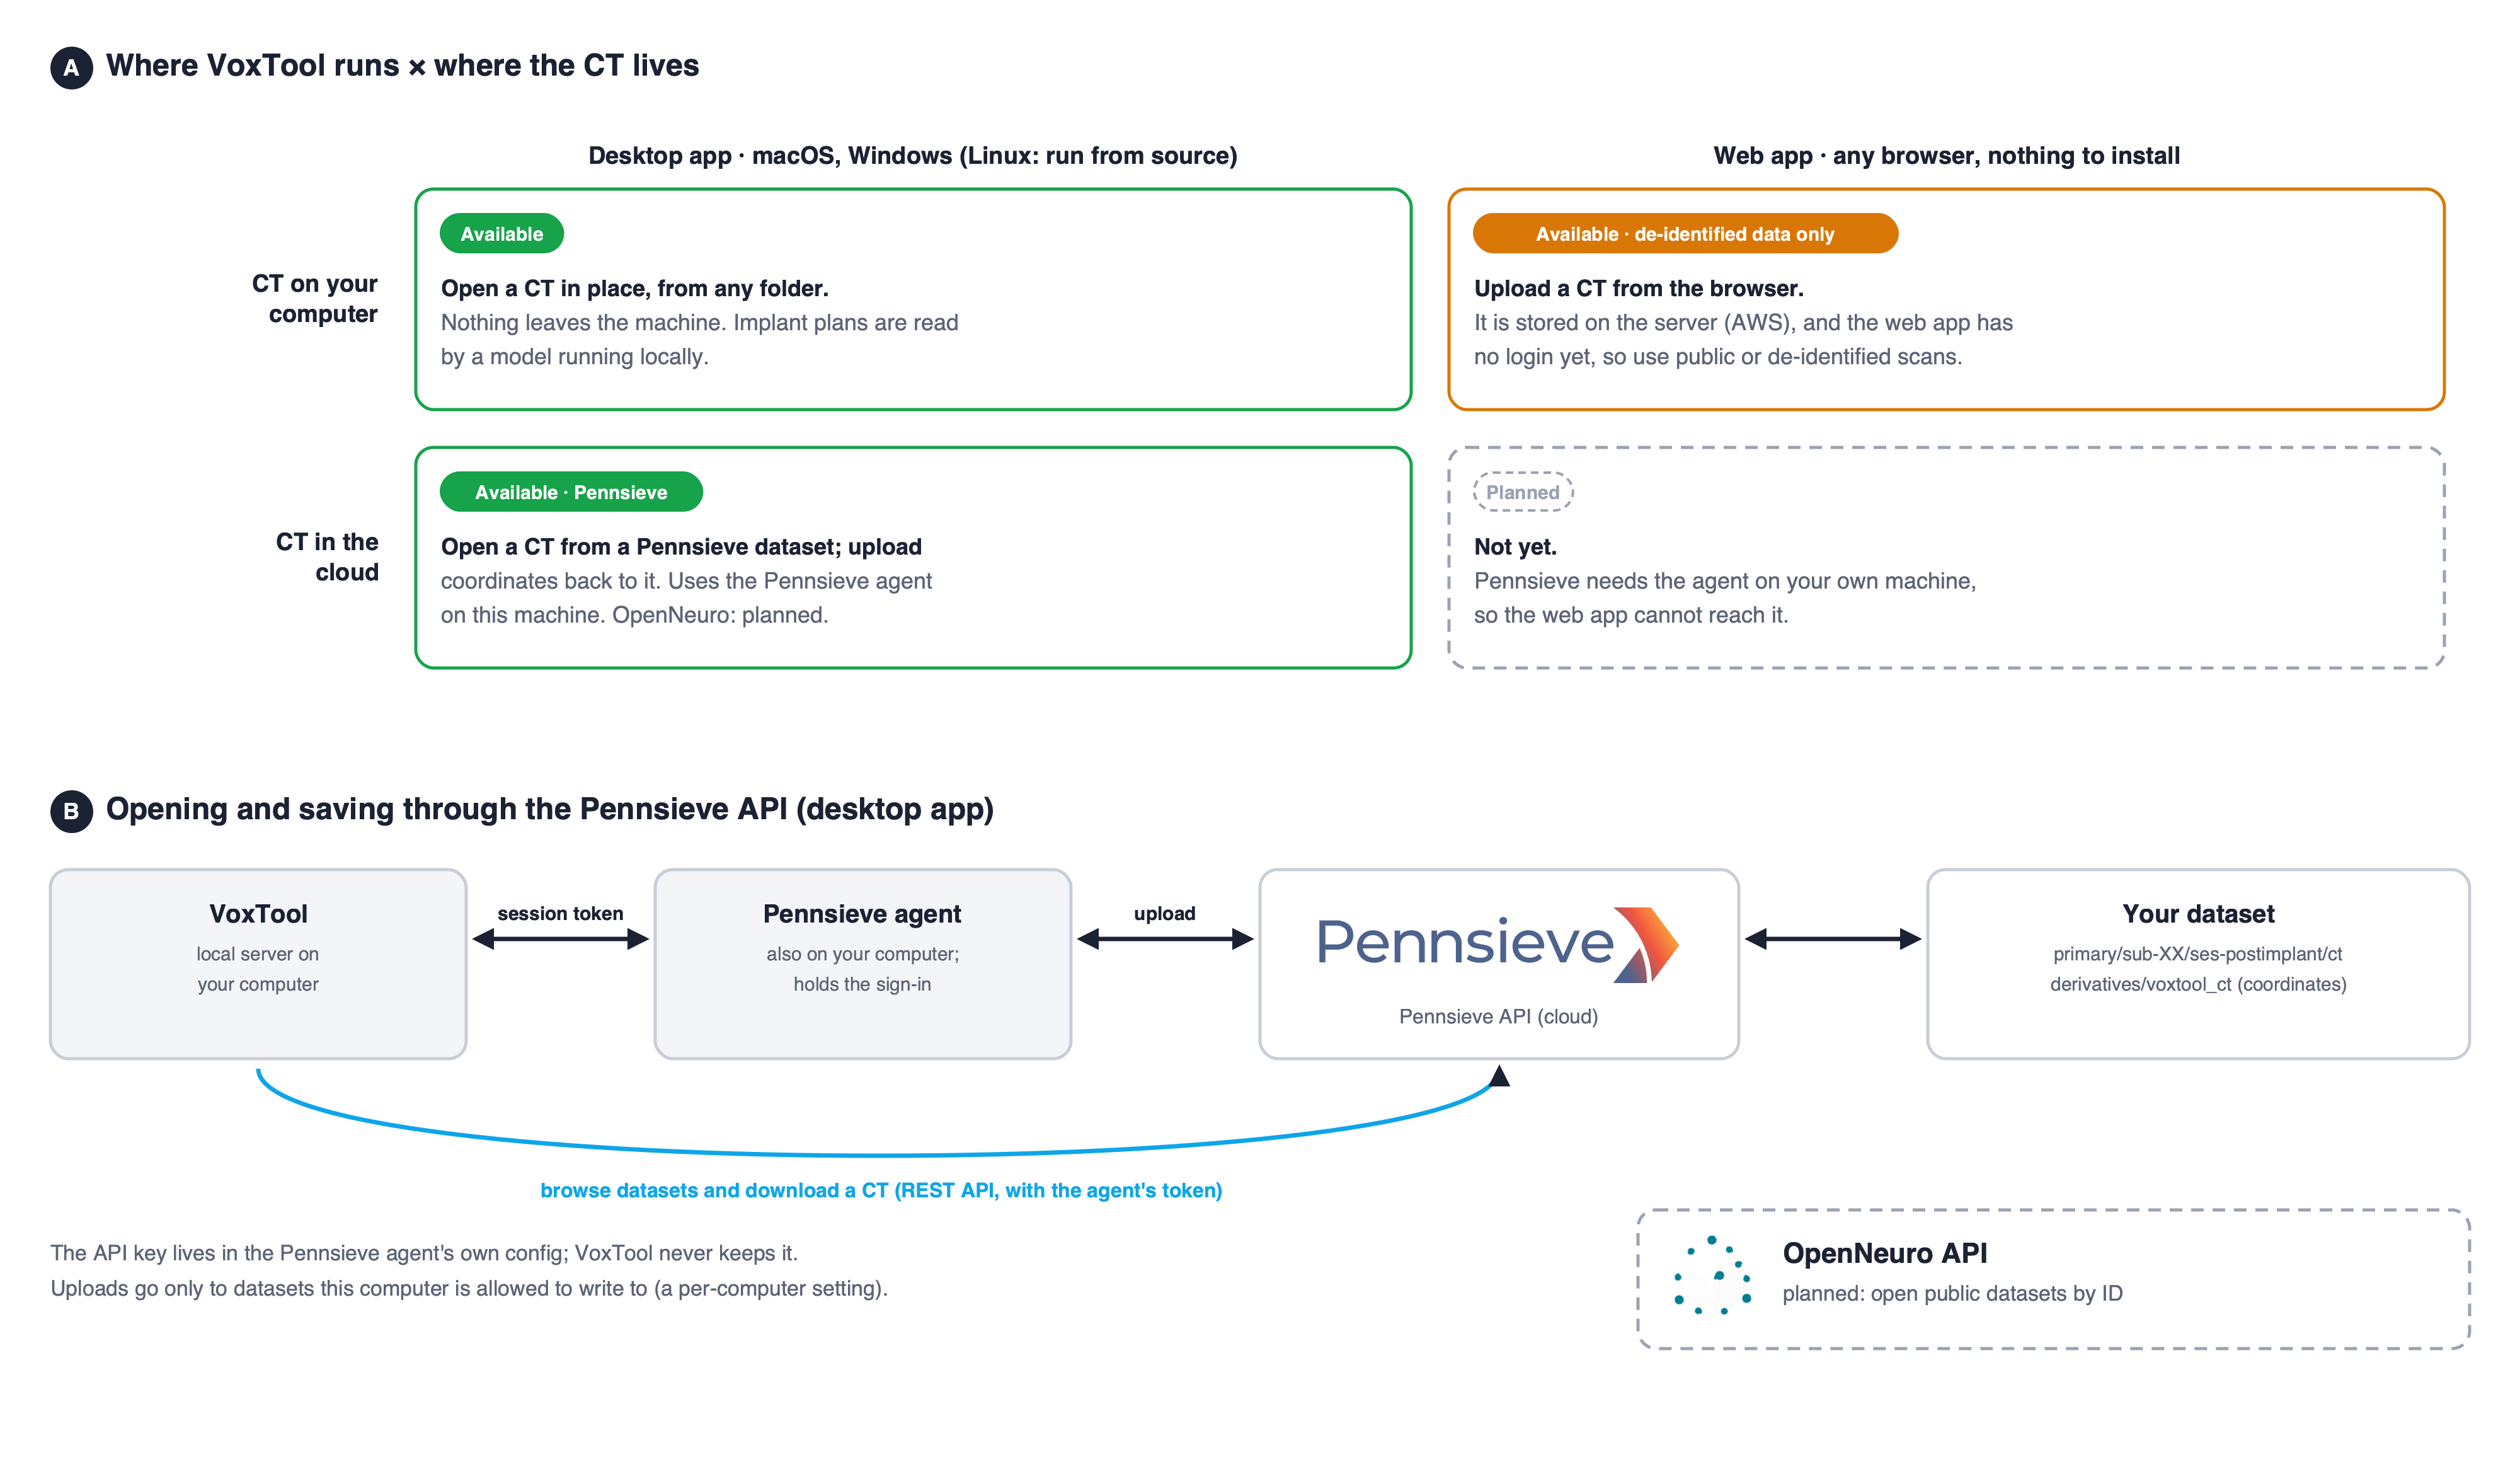 A Where VoxTool runs × where the CT lives
Desktop app · macOS, Windows (Linux: run from source)
Web app · any browser, nothing to install
CT on your
computer
Available
Open a CT in place, from any folder.
Nothing leaves the machine. Implant plans are read
by a model running locally.
Available · de-identified data only
Upload a CT from the browser.
It is stored on the server (AWS), and the web app has
no login yet, so use public or de-identified scans.
CT in the
cloud
Available · Pennsieve
Open a CT from a Pennsieve dataset; upload
coordinates back to it. Uses the Pennsieve agent
on this machine. OpenNeuro: planned.
Planned
Not yet.
Pennsieve needs the agent on your own machine,
so the web app cannot reach it.
B Opening and saving through the Pennsieve API (desktop app)
VoxTool
local server on
your computer
session token
Pennsieve agent
also on your computer;
holds the sign-in
upload
Pennsieve
Pennsieve API (cloud)
Your dataset
primary/sub-XX/ses-postimplant/ct
derivatives/voxtool_ct (coordinates)
browse datasets and download a CT (REST API, with the agent's token)
The API key lives in the Pennsieve agent's own config; VoxTool never keeps it.
Uploads go only to datasets this computer is allowed to write to (a per-computer setting).
OpenNeuro API
planned: open public datasets by ID